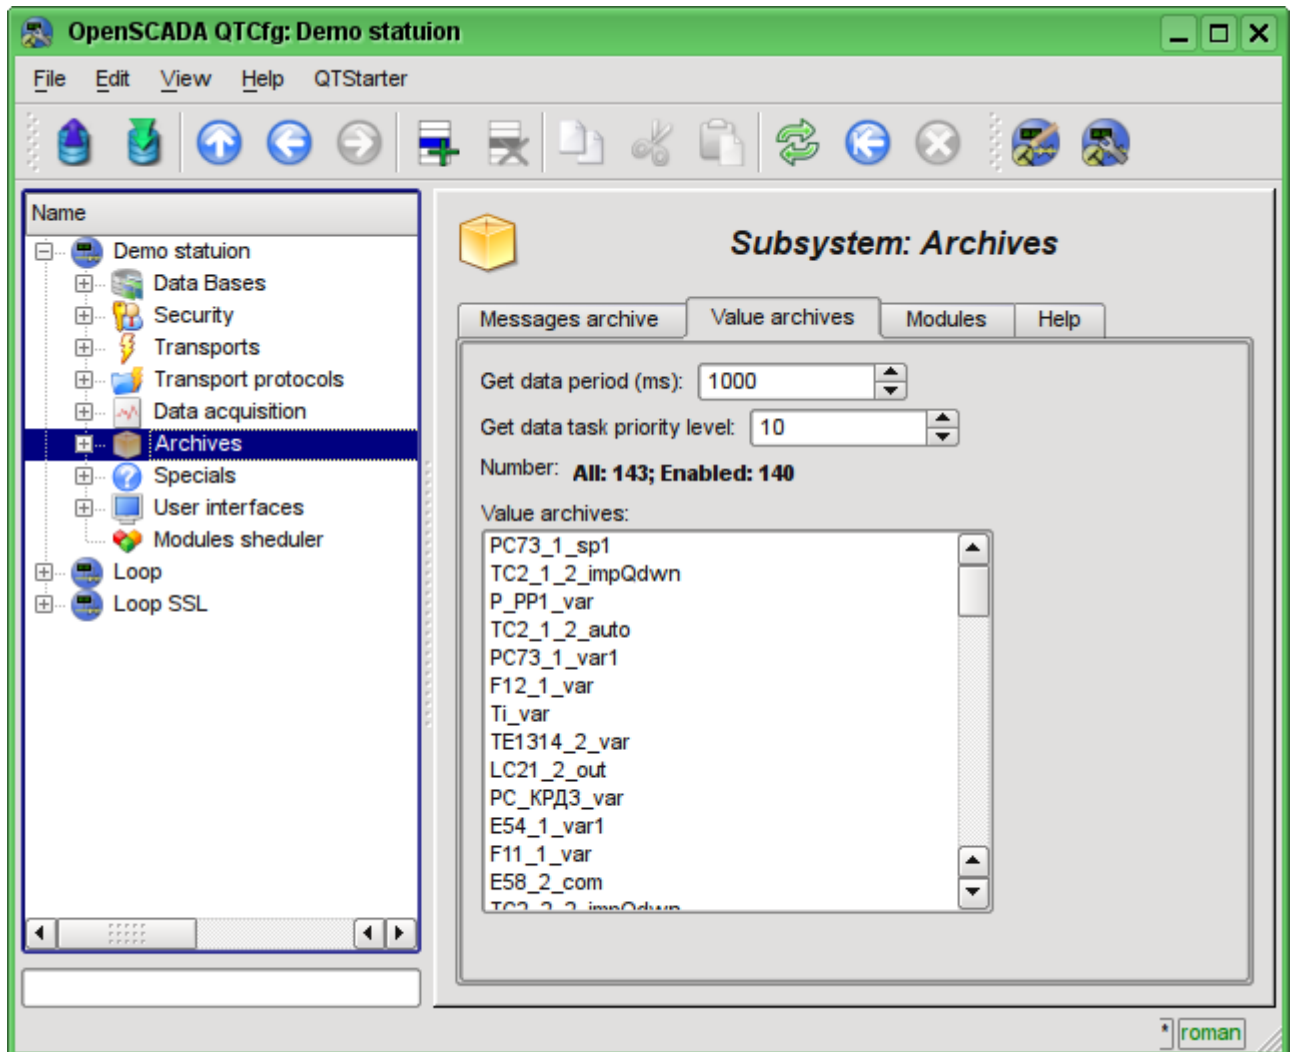 OpenSCADA QTCfg: Demo statuion
File Edit View Help QTStarter
Name
Demo statuion
Data Bases
Security
Transports
Transport protocols
Data acquisition
Archives
Specials
User interfaces
Modules sheduler
Loop
Loop SSL
Subsystem: Archives
Messages archive Value archives Modules Help
Get data period (ms): 1000
Get data task priority level: 10
Number: All: 143; Enabled: 140
Value archives:
PC73_1_sp1
TC2_1_2_impQdwn
P_PP1_var
TC2_1_2_auto
PC73_1_var1
F12_1_var
Ti_var
TE1314_2_var
LC21_2_out
PC_КРД3_var
E54_1_var1
F11_1_var
E58_2_com
TC2_2_2_impQdwn
* roman